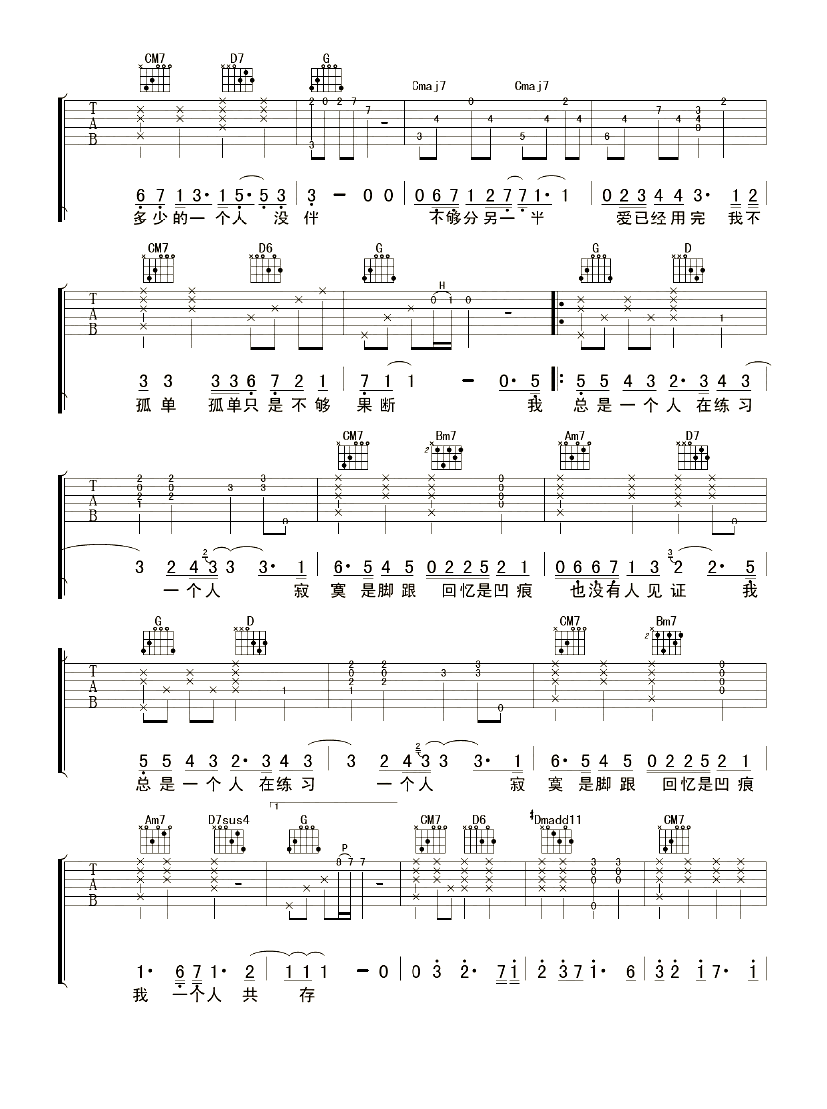 CM7 D7 G Cmaj7 Cmaj7
T A B
6 7 1 3· 1 5· 5 3 | 3 — 0 0 | 0 6 7 1 2 7 7 1· 1 | 0 2 3 4 4 3· 1 2
多少的一个人 没伴 不够分另一半 爱已经用完 我不
CM7 D6 G G D
T A B H
3 3 3 3 6 7 2 1 | 7 1 1 — 0· 5 |: 5 5 4 3 2· 3 4 3
孤单 孤单只是不够 果断 我 总是一个人在练习
CM7 Bm7 Am7 D7
T A B
3 2 4 3 3 3· 1 | 6· 5 4 5 0 2 2 5 2 1 | 0 6 6 7 1 3 2 2· 5
一个人 寂 寞是脚跟 回忆是凹痕 也没有人见证 我
G D CM7 Bm7
T A B
5 5 4 3 2· 3 4 3 | 3 2 4 3 3 3· 1 | 6· 5 4 5 0 2 2 5 2 1
总是一个人在练习 一个人 寂 寞是脚跟 回忆是凹痕
1
Am7 D7sus4 G CM7 D6 #Dmadd11 CM7
T A B P
1· 6 7 1· 2 | 1 1 1 — 0 | 0 3 2· 7 1 | 2 3 7 1· 6 | 3 2 1 7· 1
我 一个人 共 存